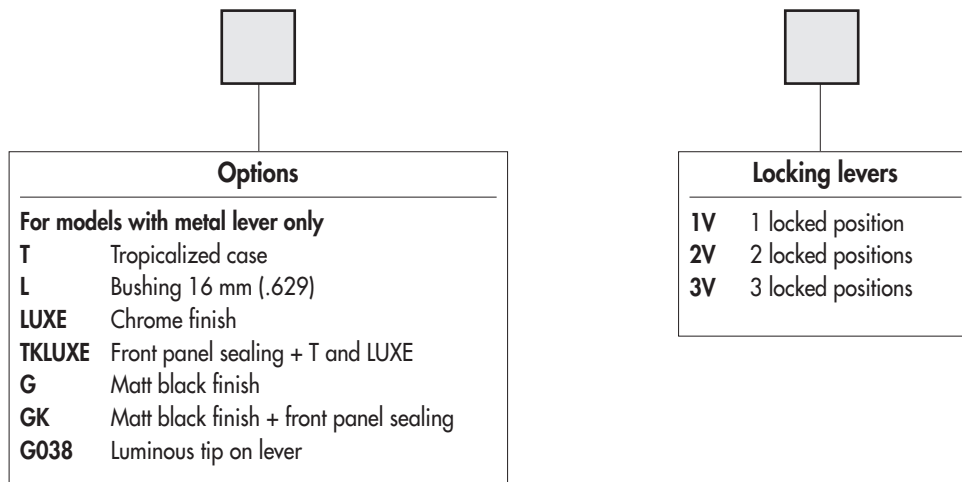 Options
For models with metal lever only
T Tropicalized case
L Bushing 16 mm (.629)
LUXE Chrome finish
TKLUXE Front panel sealing + T and LUXE
G Matt black finish
GK Matt black finish + front panel sealing
G038 Luminous tip on lever
Locking levers
1V 1 locked position
2V 2 locked positions
3V 3 locked positions